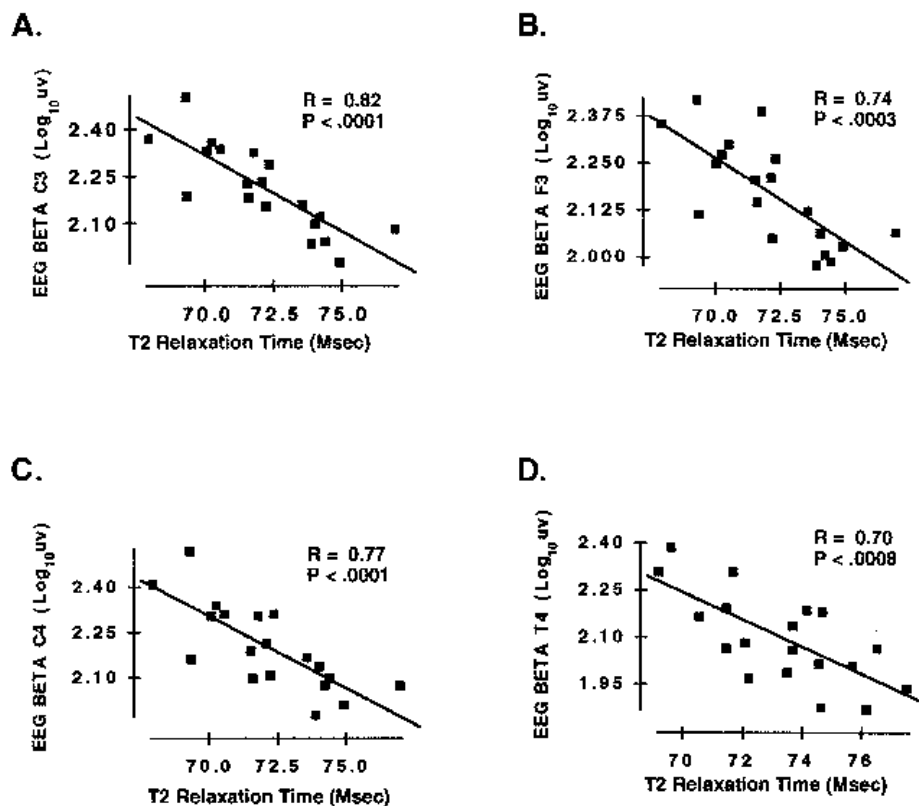 A.
R = 0.82
P < .0001
EEG BETA C3 (Log10 uv)
2.40
2.25
2.10
70.0 72.5 75.0
T2 Relaxation Time (Msec)
B.
R = 0.74
P < .0003
EEG BETA F3 (Log10 uv)
2.375
2.250
2.125
2.000
70.0 72.5 75.0
T2 Relaxation Time (Msec)
C.
R = 0.77
P < .0001
EEG BETA C4 (Log10 uv)
2.40
2.25
2.10
70.0 72.5 75.0
T2 Relaxation Time (Msec)
D.
R = 0.70
P < .0008
EEG BETA T4 (Log10 uv)
2.40
2.25
2.10
1.95
70 72 74 76
T2 Relaxation Time (Msec)